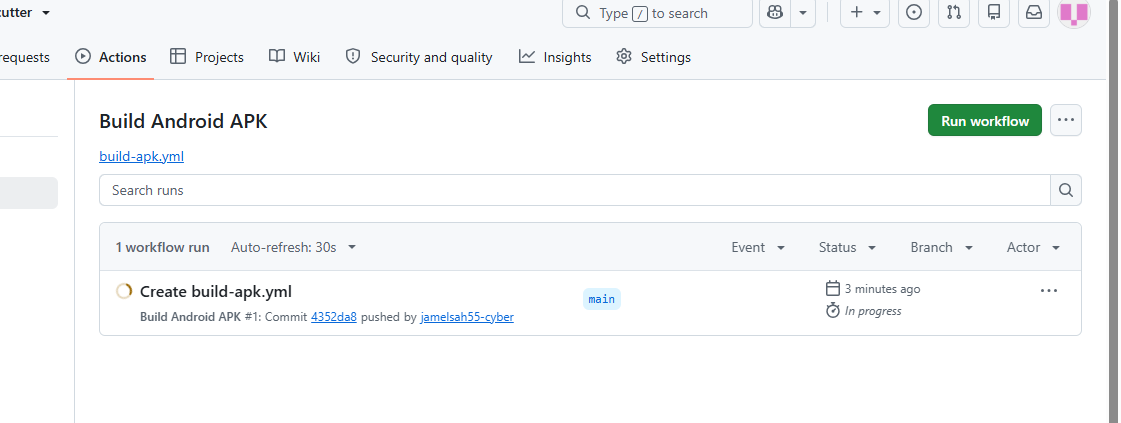 cutter
Type / to search
requests
Actions
Projects
Wiki
Security and quality
Insights
Settings
Build Android APK
Run workflow
build-apk.yml
Search runs
1 workflow run
Auto-refresh: 30s
Event
Status
Branch
Actor
Create build-apk.yml
main
3 minutes ago
Build Android APK #1: Commit 4352da8 pushed by jamelsah55-cyber
In progress